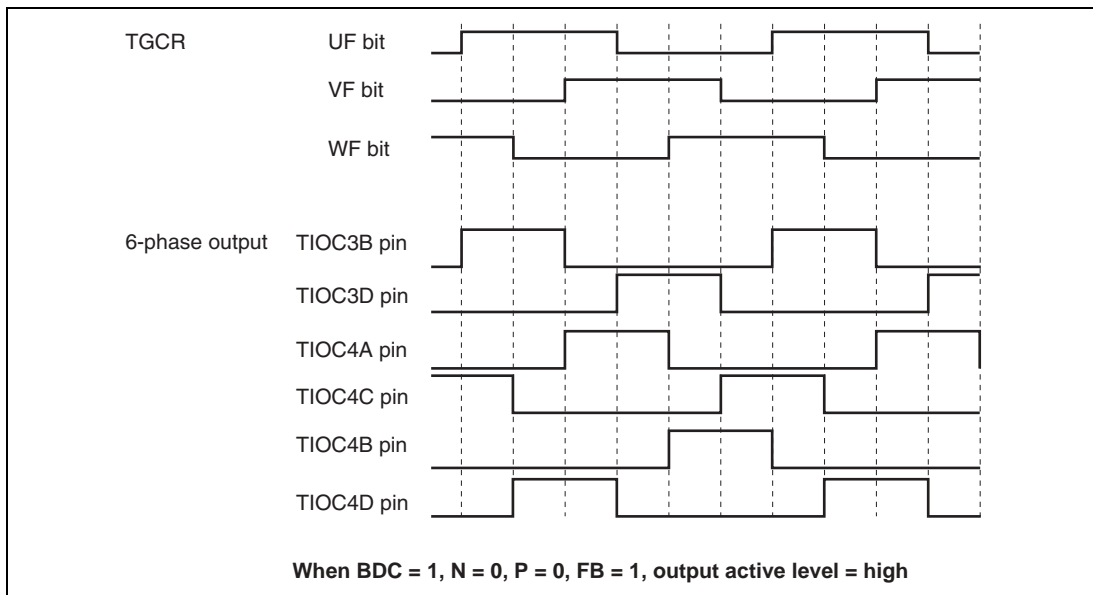 TGCR UF bit
VF bit
WF bit
6-phase output TIOC3B pin
TIOC3D pin
TIOC4A pin
TIOC4C pin
TIOC4B pin
TIOC4D pin
When BDC = 1, N = 0, P = 0, FB = 1, output active level = high